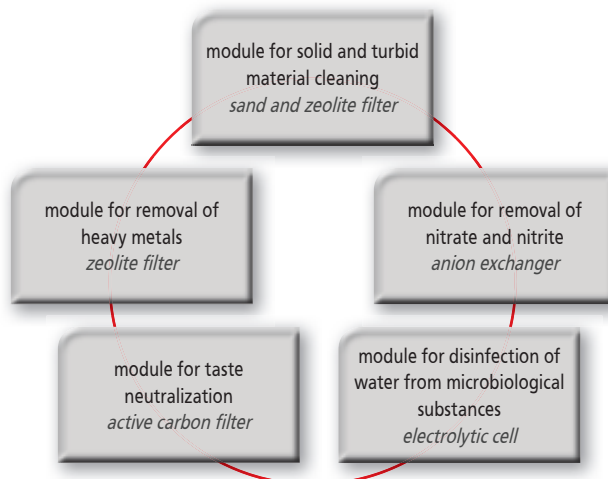 module for solid and turbid
material cleaning
sand and zeolite filter
module for removal of
heavy metals
zeolite filter
module for removal of
nitrate and nitrite
anion exchanger
module for taste
neutralization
active carbon filter
module for disinfection of
water from microbiological
substances
electrolytic cell